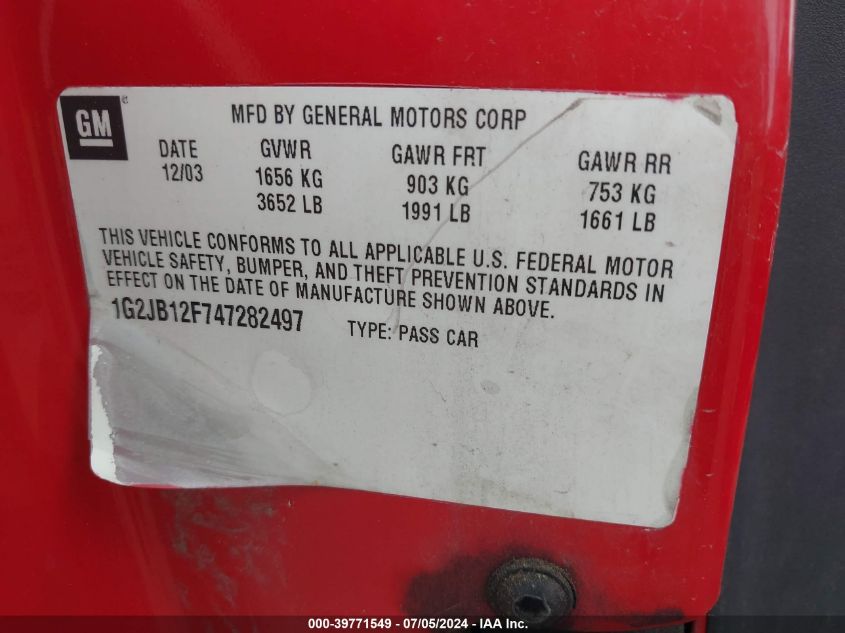 GM
MFD BY GENERAL MOTORS CORP
DATE GVWR GAWR FRT GAWR RR
12/03 1656 KG 903 KG 753 KG
3652 LB 1991 LB 1661 LB
THIS VEHICLE CONFORMS TO ALL APPLICABLE U.S. FEDERAL MOTOR
VEHICLE SAFETY, BUMPER, AND THEFT PREVENTION STANDARDS IN
EFFECT ON THE DATE OF MANUFACTURE SHOWN ABOVE.
1G2JB12F747282497 TYPE: PASS CAR
000-39771549 - 07/05/2024 - IAA Inc.